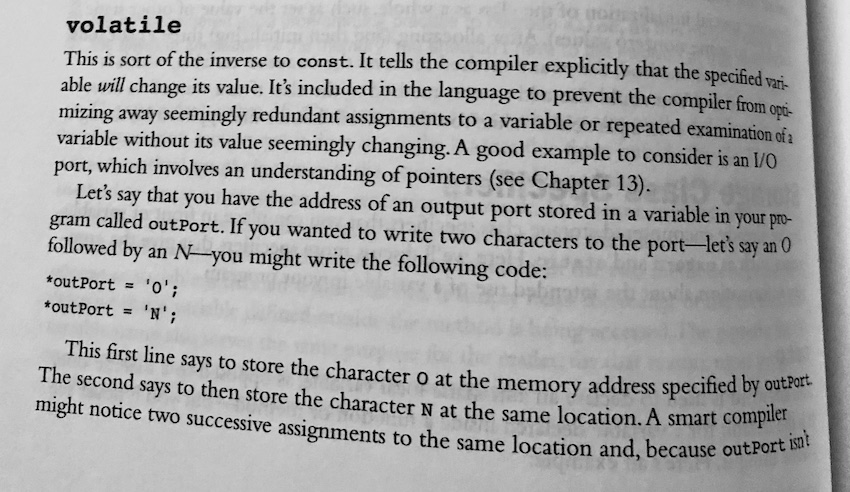 volatile
This is sort of the inverse to const. It tells the compiler explicitly that the specified vari-
able will change its value. It's included in the language to prevent the compiler from opti-
mizing away seemingly redundant assignments to a variable or repeated examination of a
variable without its value seemingly changing. A good example to consider is an I/O
port, which involves an understanding of pointers (see Chapter 13).
Let's say that you have the address of an output port stored in a variable in your pro-
gram called outPort. If you wanted to write two characters to the port—let's say an O
followed by an N—you might write the following code:
*outPort = 'O';
*outPort = 'N';
This first line says to store the character O at the memory address specified by outPort.
The second says to then store the character N at the same location. A smart compiler
might notice two successive assignments to the same location and, because outPort isn't